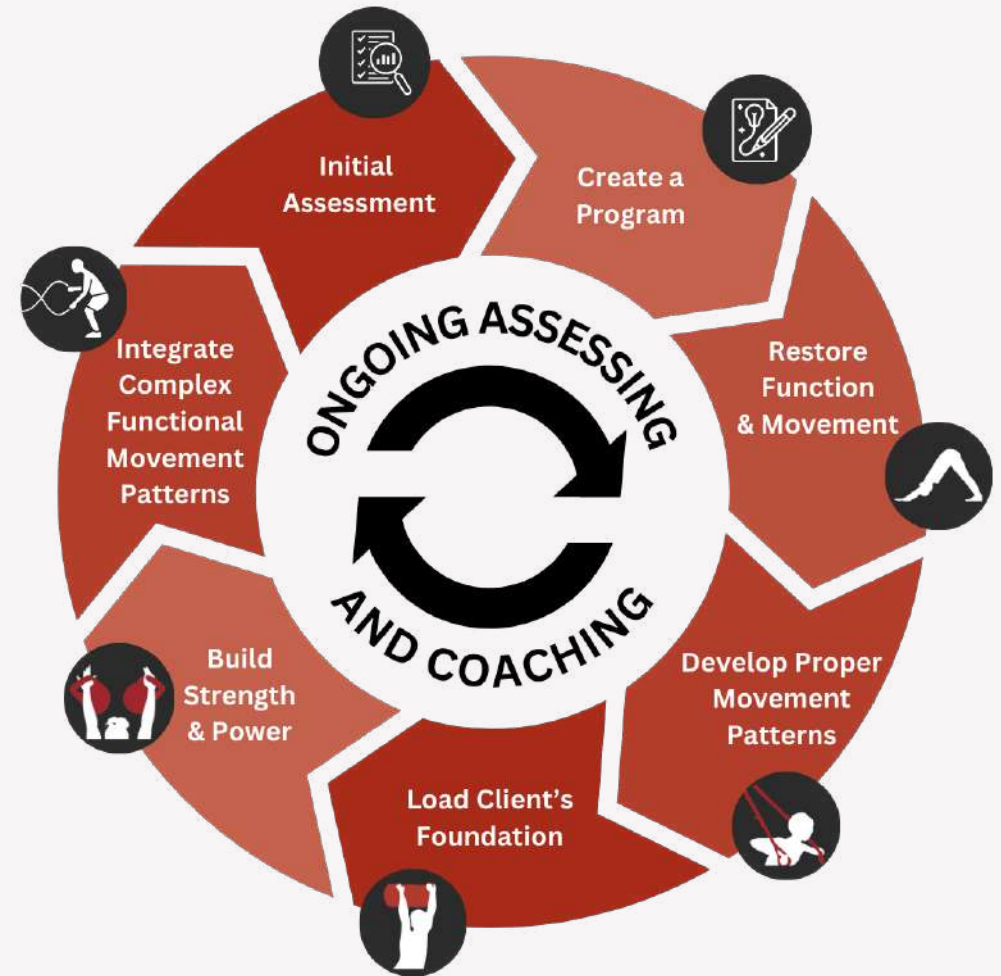 Initial
Assessment
Create a
Program
Restore
Function
& Movement
Develop Proper
Movement
Patterns
Load Client’s
Foundation
Build
Strength
& Power
Integrate
Complex
Functional
Movement
Patterns
ONGOING ASSESSING
AND COACHING